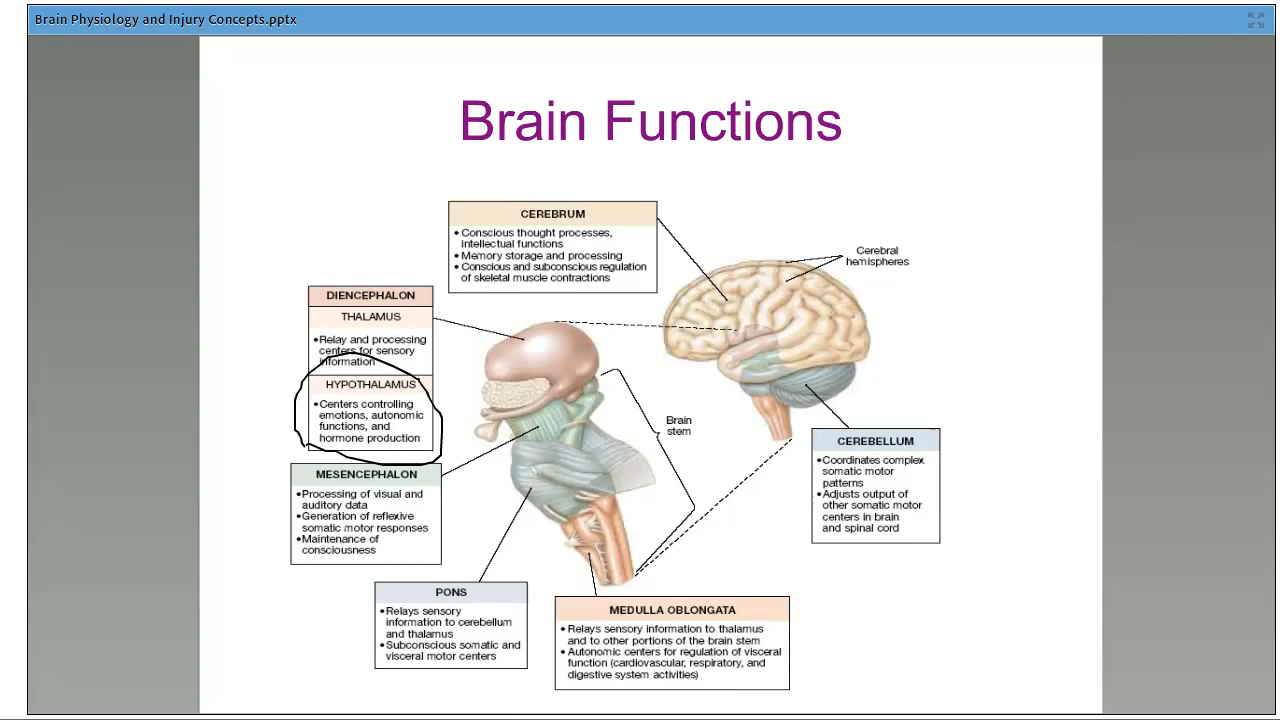 Brain Physiology and Injury Concepts.pptx
Brain Functions
CEREBRUM
• Conscious thought processes,
intellectual functions
• Memory storage and processing
• Conscious and subconscious regulation
of skeletal muscle contractions
Cerebral
hemispheres
DIENCEPHALON
THALAMUS
• Relay and processing
centers for sensory
information
HYPOTHALAMUS
• Centers controlling
emotions, autonomic
functions, and
hormone production
Brain
stem
CEREBELLUM
• Coordinates complex
somatic motor
patterns
• Adjusts output of
other somatic motor
centers in brain
and spinal cord
MESENCEPHALON
• Processing of visual and
auditory data
• Generation of reflexive
somatic motor responses
• Maintenance of
consciousness
PONS
• Relays sensory
information to cerebellum
and thalamus
• Subconscious somatic and
visceral motor centers
MEDULLA OBLONGATA
• Relays sensory information to thalamus
and to other portions of the brain stem
• Autonomic centers for regulation of visceral
function (cardiovascular, respiratory, and
digestive system activities)